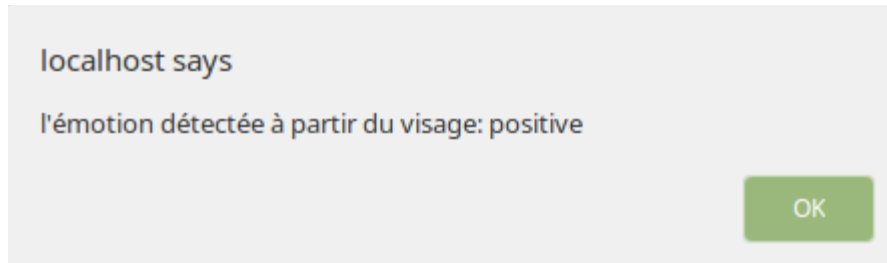 localhost says
l'émotion détectée à partir du visage: positive
OK